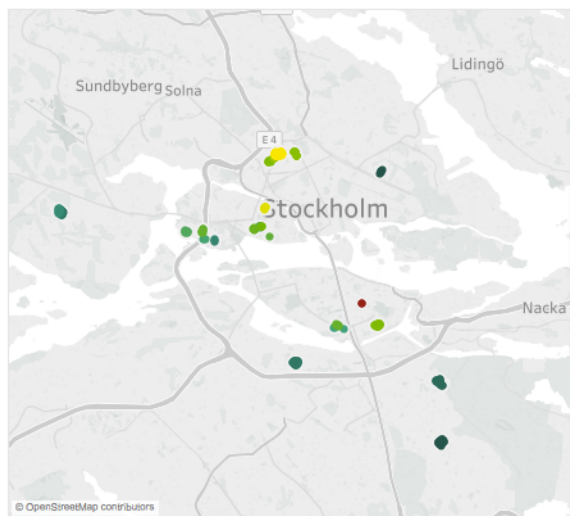 Lidingö
Sundbyberg
Solna
E 4
Stockholm
Nacka
© OpenStreetMap contributors